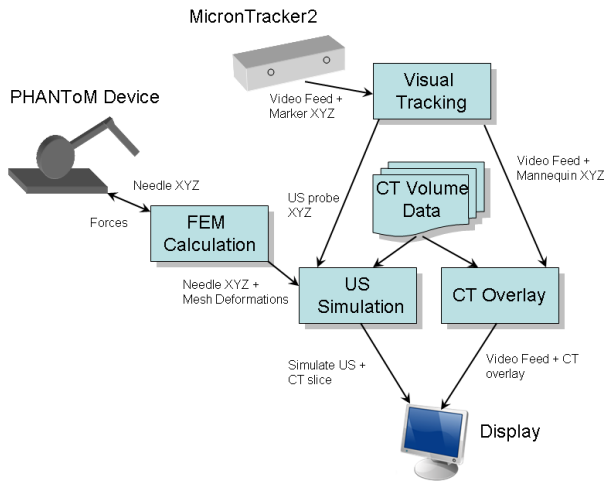 MicronTracker2
PHANToM Device
Visual
Tracking
Video Feed +
Marker XYZ
Video Feed +
Mannequin XYZ
Needle XYZ
US probe
XYZ
CT Volume
Data
Forces
FEM
Calculation
Needle XYZ +
Mesh Deformations
US
Simulation
CT Overlay
Simulate US +
CT slice
Video Feed + CT
overlay
Display